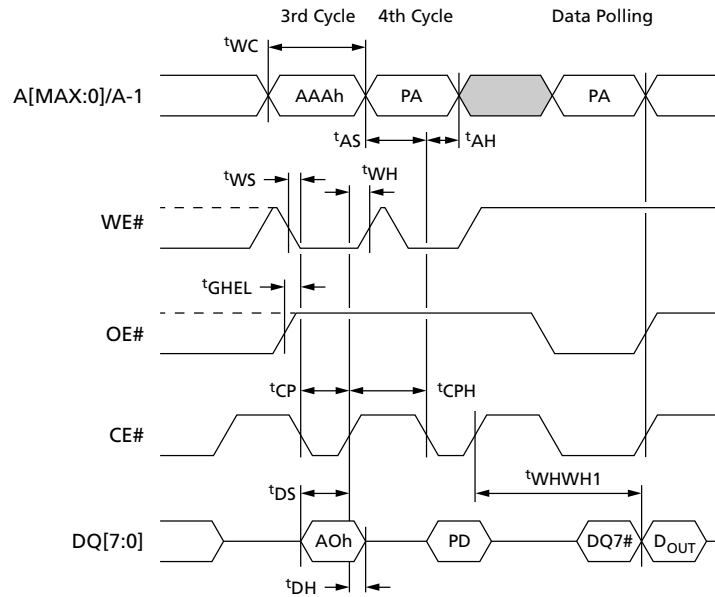 3rd Cycle 4th Cycle Data Polling
tWC
A[MAX:0]/A-1 AAAh PA PA
tAS tAH
tWS tWH
WE#
tGHEL
OE#
tCP tCPH
CE#
tWHWH1
tDS
DQ[7:0] AOh PD DQ7# DOUT
tDH